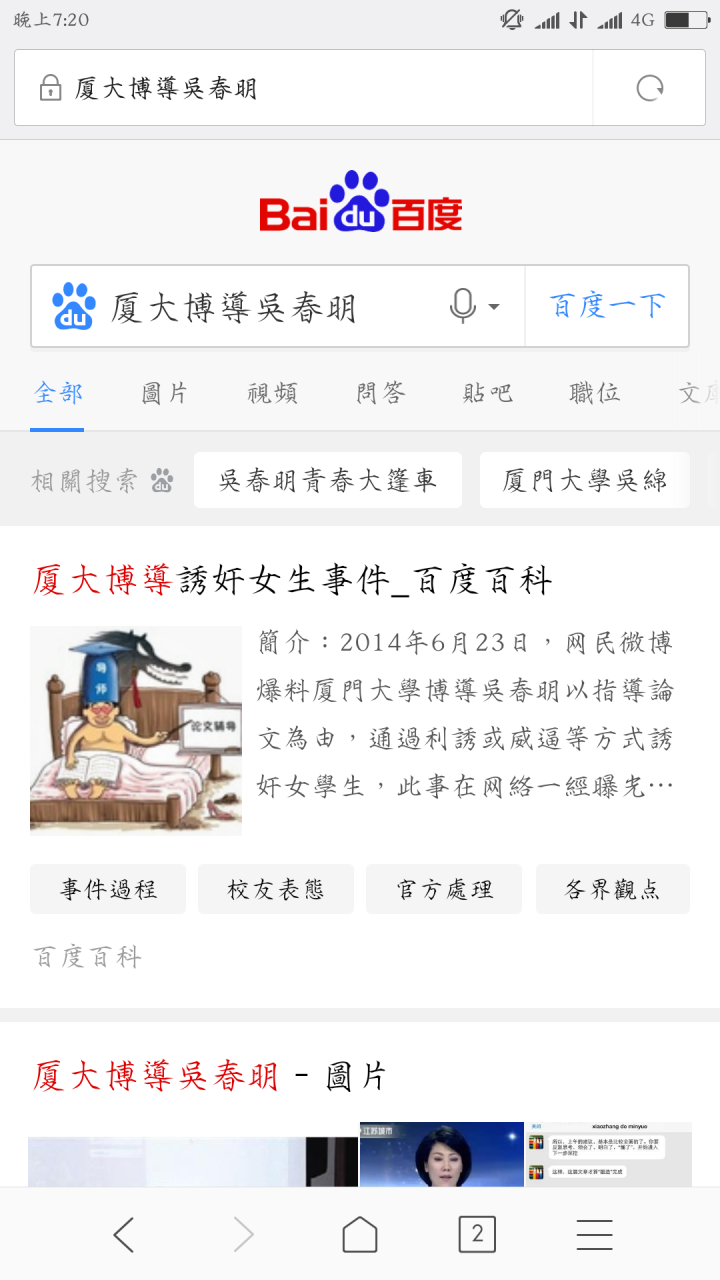 晚上7:20
4G
厦大博導吳春明
Bai du 百度
du 厦大博導吳春明 百度一下
全部 圖片 視頻 問答 貼吧 職位 文庫
相關搜索 du 吳春明青春大篷車 厦門大學吳綿
厦大博導誘奸女生事件_百度百科
導師
論文輔導
簡介：2014年6月23日，网民微博
爆料厦門大學博導吳春明以指導論
文為由，通過利誘或威逼等方式誘
奸女學生，此事在网絡一經曝光…
事件過程 校友表態 官方處理 各界觀点
百度百科
厦大博導吳春明 - 圖片
江苏城市
xiaozhang de minyuo
2